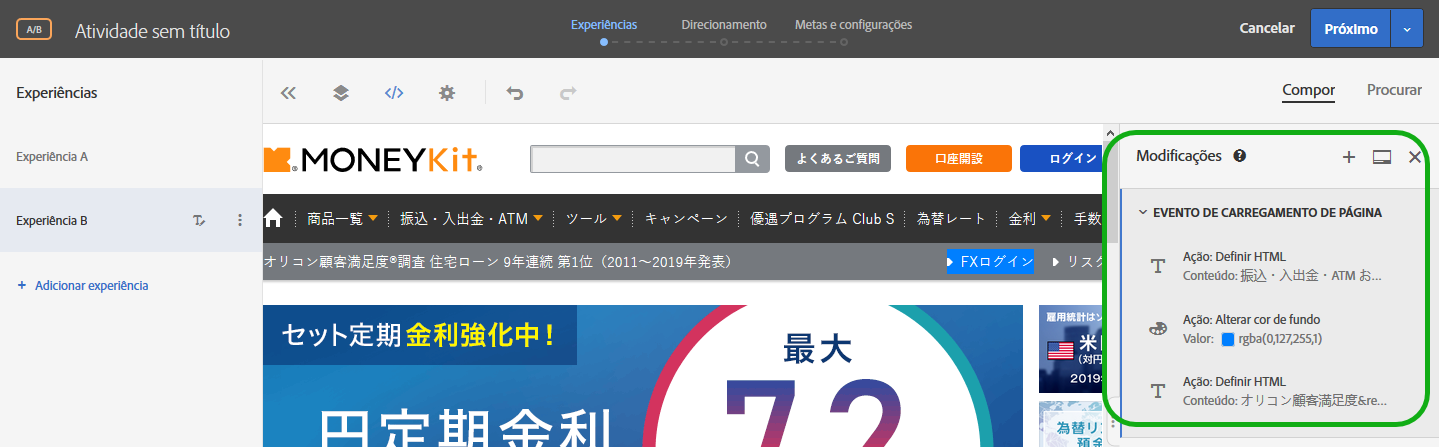 A/B
Atividade sem título
Experiências Direcionamento Metas e configurações
Cancelar
Próximo
Experiências
Compor Procurar
Experiência A
Experiência B
+ Adicionar experiência
MONEYKit®
よくあるご質問
口座開設
ログイン
商品一覧 振込・入出金・ATM ツール キャンペーン 優遇プログラム Club S 為替レート 金利 手数
オリコン顧客満足度®調査 住宅ローン 9年連続 第1位（2011〜2019年発表）
FXログイン
リスク
セット定期 金利強化中！
円定期金利
最大
7.2
雇用統計はソ
米
(対円
2019年
為替リン
預金
Modificações
EVENTO DE CARREGAMENTO DE PÁGINA
Ação: Definir HTML
Conteúdo: 振込・入出金・ATM お...
Ação: Alterar cor de fundo
Valor: rgba(0,127,255,1)
Ação: Definir HTML
Conteúdo: オリコン顧客満足度&re...